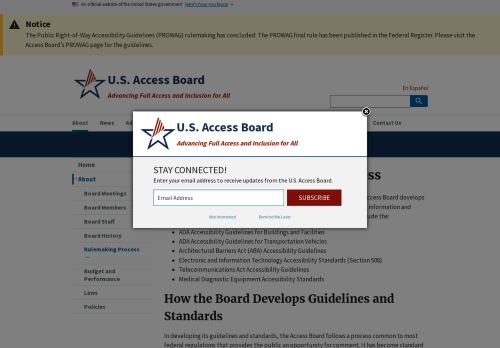 An official website of the United States government Here's how you know
Notice
The Public Right-of-Way Accessibility Guidelines (PROWAG) rulemaking has concluded. The PROWAG final rule has been published in the Federal Register. Please visit the
Access Board's PROWAG page for the guidelines.
U.S. Access Board
Advancing Full Access and Inclusion for All
En Español
About News Contact Us
U.S. Access Board
Advancing Full Access and Inclusion for All
STAY CONNECTED!
Enter your email address to receive updates from the U.S. Access Board.
Email Address SUBSCRIBE
Not Interested Remind Me Later
Home
About
Board Meetings
Board Members
Board Staff
Board History
Rulemaking Process
Budget and
Performance
Laws
Policies
Access Board develops
information and
ADA Accessibility Guidelines for Buildings and Facilities
ADA Accessibility Guidelines for Transportation Vehicles
Architectural Barriers Act (ABA) Accessibility Guidelines
Electronic and Information Technology Accessibility Standards (Section 508)
Telecommunications Act Accessibility Guidelines
Medical Diagnostic Equipment Accessibility Standards
How the Board Develops Guidelines and
Standards
In developing its guidelines and standards, the Access Board follows a process common to most
federal regulations that provides the public an opportunity for comment. It has become standard